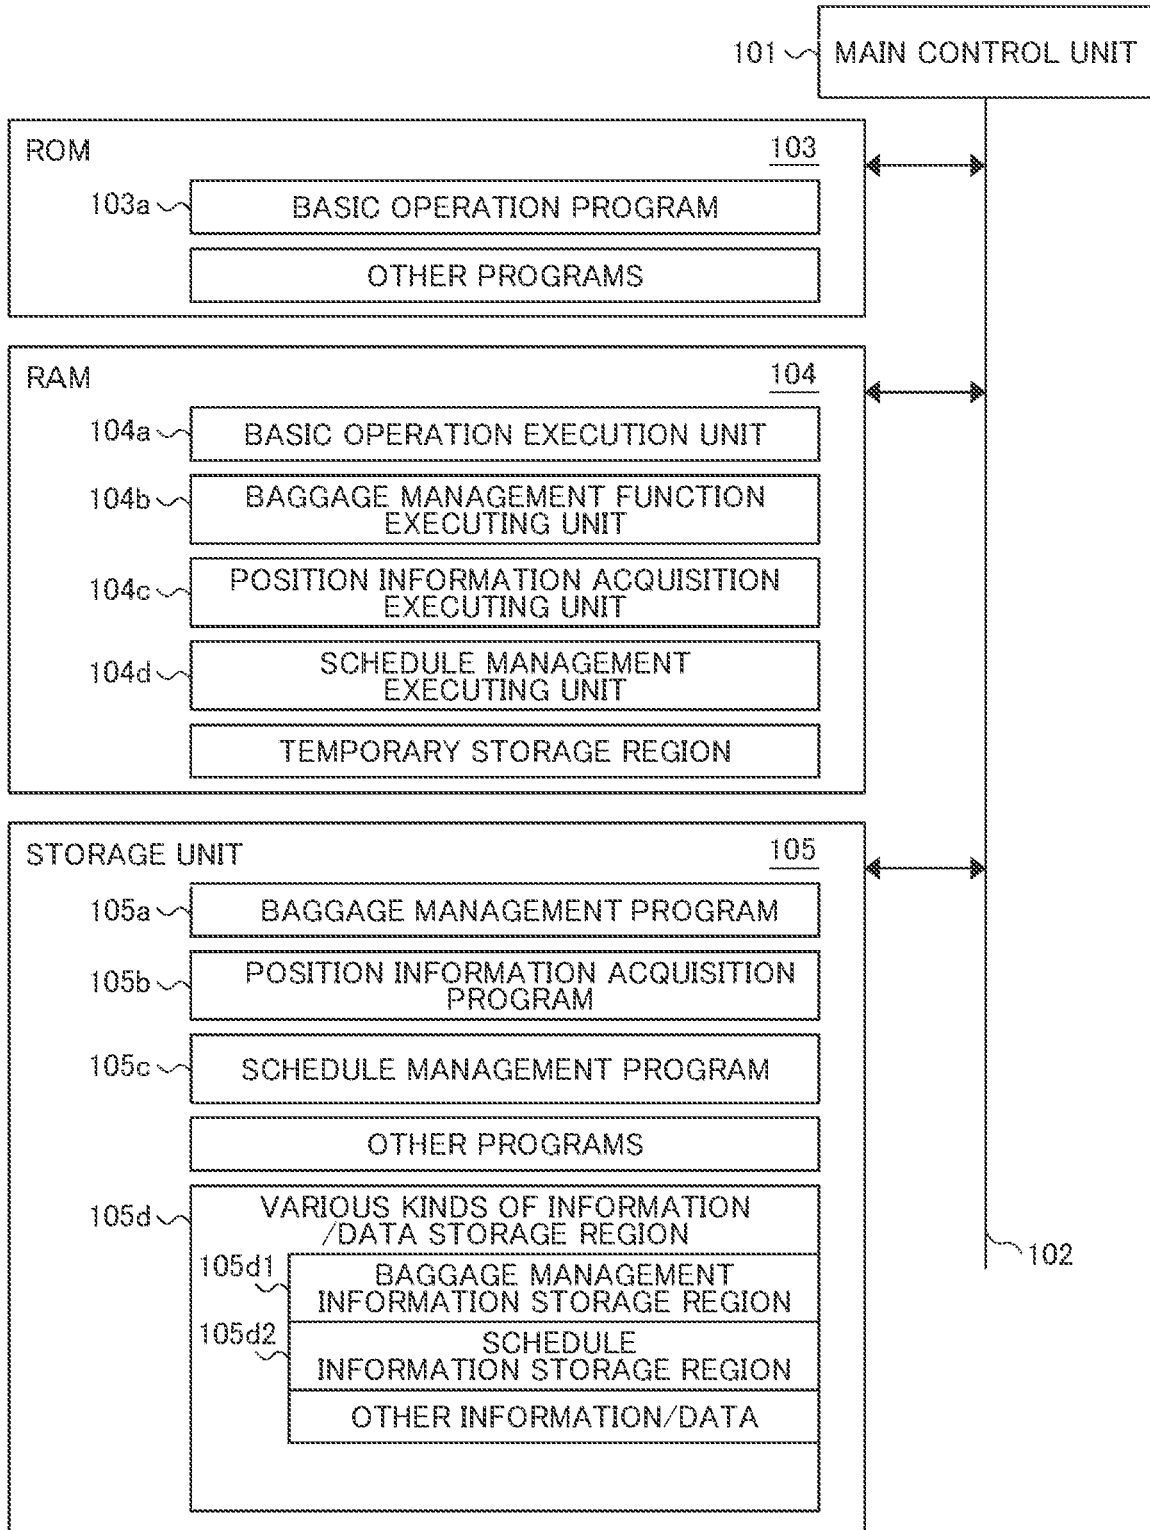 101
MAIN CONTROL UNIT
ROM
103
103a
BASIC OPERATION PROGRAM
OTHER PROGRAMS
RAM
104
104a
BASIC OPERATION EXECUTION UNIT
104b
BAGGAGE MANAGEMENT FUNCTION
EXECUTING UNIT
104c
POSITION INFORMATION ACQUISITION
EXECUTING UNIT
104d
SCHEDULE MANAGEMENT
EXECUTING UNIT
TEMPORARY STORAGE REGION
STORAGE UNIT
105
105a
BAGGAGE MANAGEMENT PROGRAM
105b
POSITION INFORMATION ACQUISITION
PROGRAM
105c
SCHEDULE MANAGEMENT PROGRAM
OTHER PROGRAMS
105d
VARIOUS KINDS OF INFORMATION
/DATA STORAGE REGION
105d1
BAGGAGE MANAGEMENT
INFORMATION STORAGE REGION
105d2
SCHEDULE
INFORMATION STORAGE REGION
OTHER INFORMATION/DATA
102